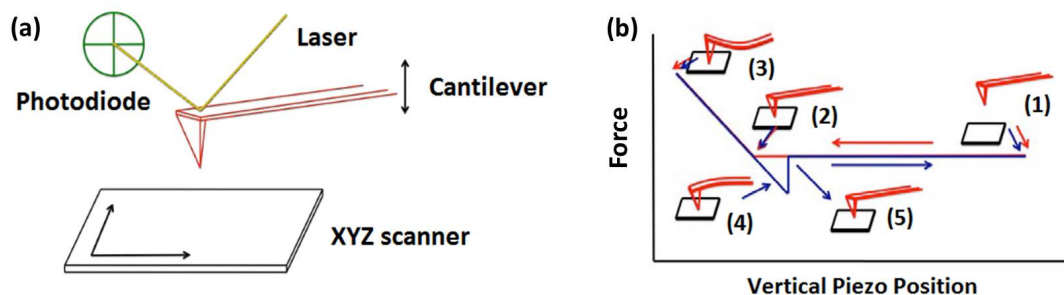 (a)
Laser
Photodiode
Cantilever
XYZ scanner
(b)
Force
(3)
(2)
(1)
(4)
(5)
Vertical Piezo Position